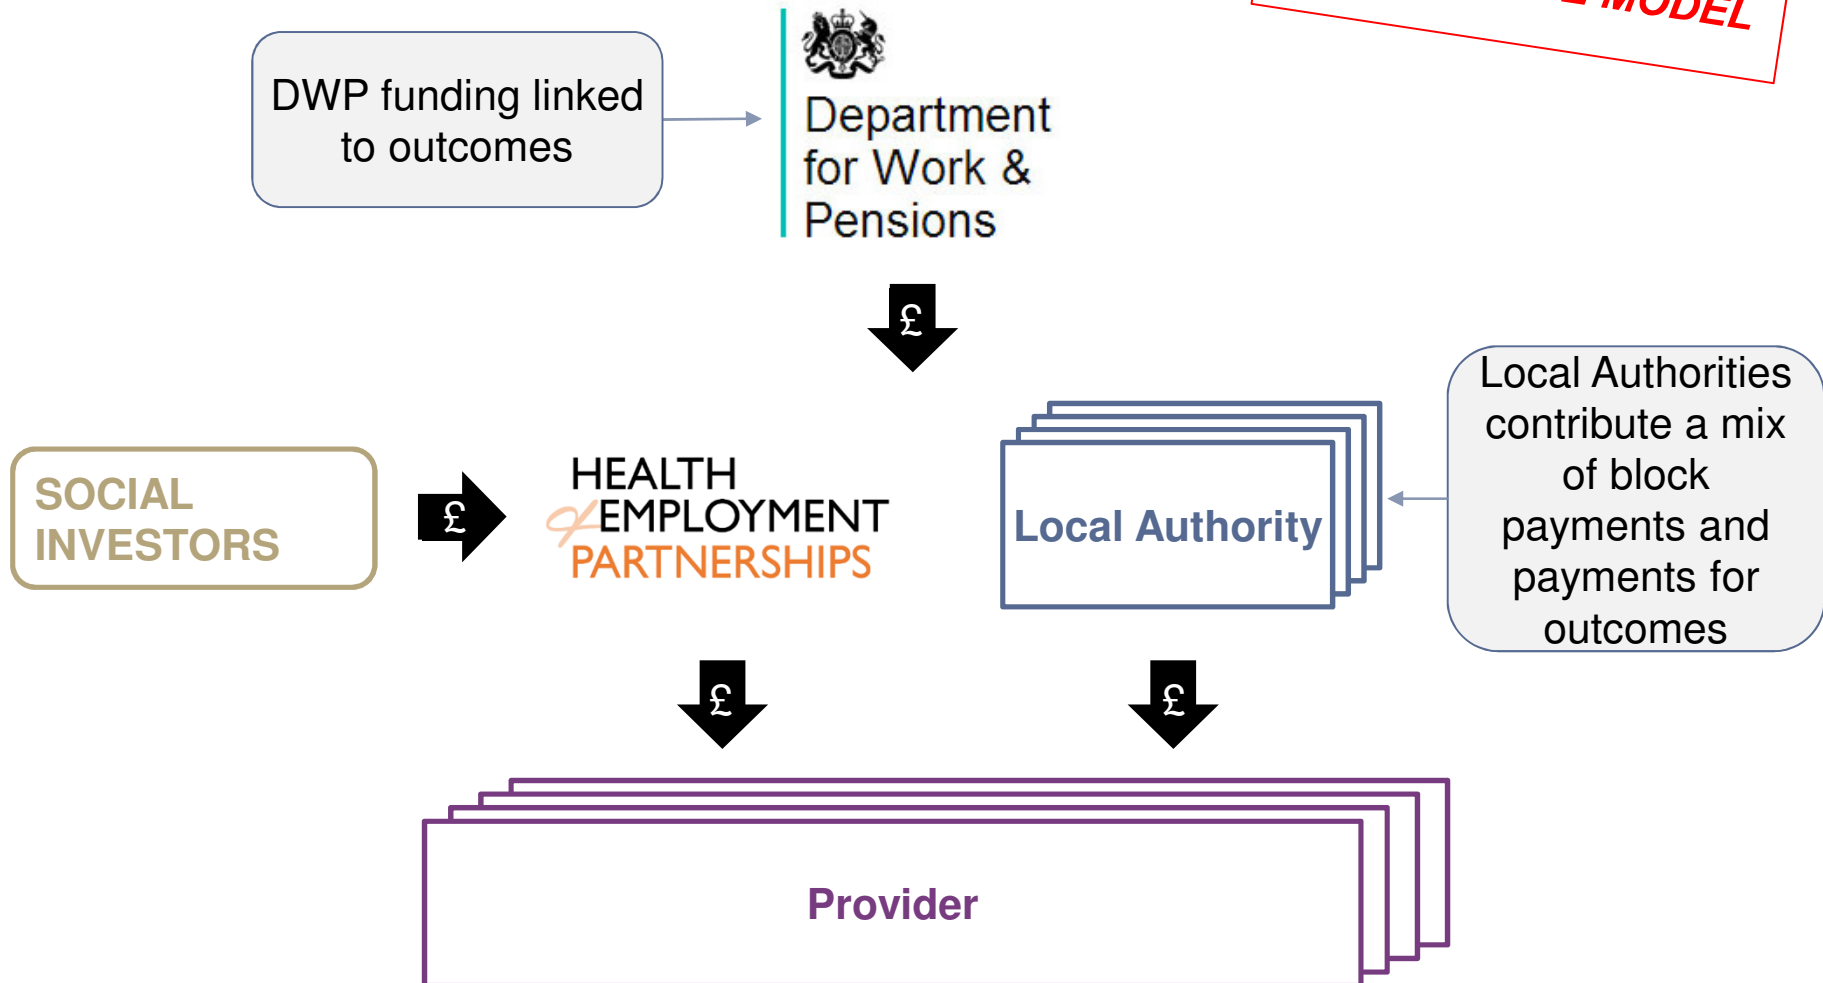 MODEL
DWP funding linked
to outcomes
Department
for Work &
Pensions
£
SOCIAL
INVESTORS
£
HEALTH
& EMPLOYMENT
PARTNERSHIPS
Local Authority
Local Authorities
contribute a mix
of block
payments and
payments for
outcomes
£
£
Provider